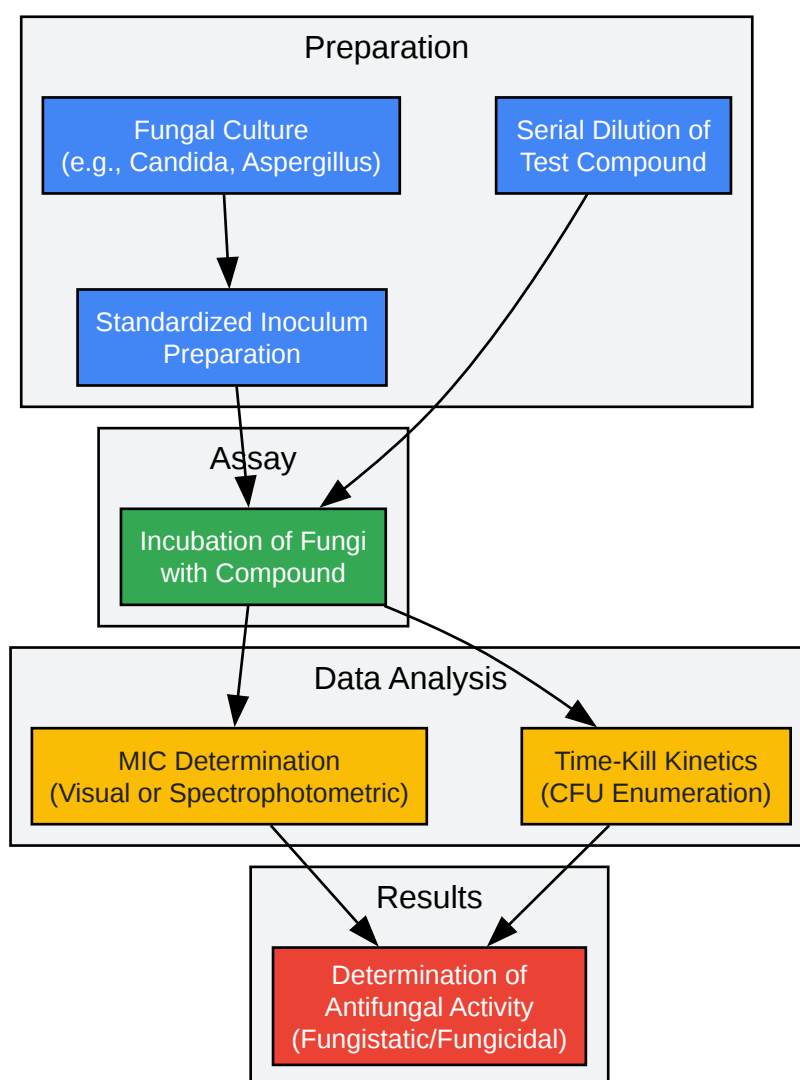 Preparation
Fungal Culture
(e.g., Candida, Aspergillus)
Serial Dilution of
Test Compound
Standardized Inoculum
Preparation
Assay
Incubation of Fungi
with Compound
Data Analysis
MIC Determination
(Visual or Spectrophotometric)
Time-Kill Kinetics
(CFU Enumeration)
Results
Determination of
Antifungal Activity
(Fungistatic/Fungicidal)